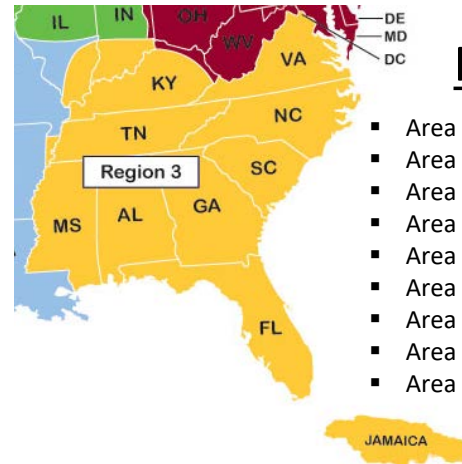 IL
IN
OH
WV
DE
MD
DC
VA
KY
NC
TN
Region 3
SC
MS
AL
GA
FL
JAMAICA
▪ Area
▪ Area
▪ Area
▪ Area
▪ Area
▪ Area
▪ Area
▪ Area
▪ Area